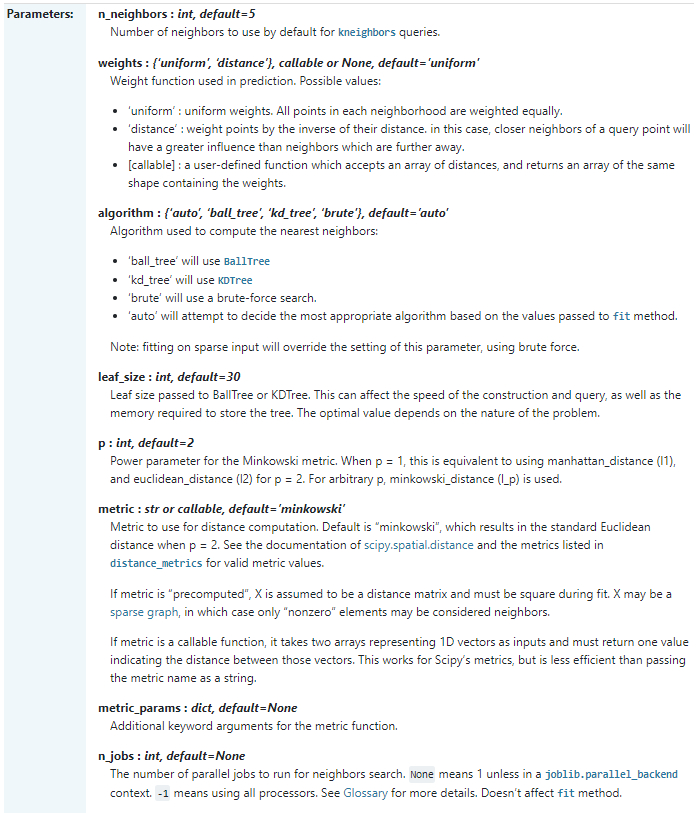 Parameters:
n_neighbors : int, default=5
Number of neighbors to use by default for kneighbors queries.
weights : {'uniform', 'distance'}, callable or None, default='uniform'
Weight function used in prediction. Possible values:
• 'uniform' : uniform weights. All points in each neighborhood are weighted equally.
• 'distance' : weight points by the inverse of their distance. in this case, closer neighbors of a query point will
have a greater influence than neighbors which are further away.
• [callable] : a user-defined function which accepts an array of distances, and returns an array of the same
shape containing the weights.
algorithm : {'auto', 'ball_tree', 'kd_tree', 'brute'}, default='auto'
Algorithm used to compute the nearest neighbors:
• 'ball_tree' will use BallTree
• 'kd_tree' will use KDTree
• 'brute' will use a brute-force search.
• 'auto' will attempt to decide the most appropriate algorithm based on the values passed to fit method.
Note: fitting on sparse input will override the setting of this parameter, using brute force.
leaf_size : int, default=30
Leaf size passed to BallTree or KDTree. This can affect the speed of the construction and query, as well as the
memory required to store the tree. The optimal value depends on the nature of the problem.
p : int, default=2
Power parameter for the Minkowski metric. When p = 1, this is equivalent to using manhattan_distance (l1),
and euclidean_distance (l2) for p = 2. For arbitrary p, minkowski_distance (l_p) is used.
metric : str or callable, default='minkowski'
Metric to use for distance computation. Default is “minkowski”, which results in the standard Euclidean
distance when p = 2. See the documentation of scipy.spatial.distance and the metrics listed in
distance_metrics for valid metric values.
If metric is “precomputed”, X is assumed to be a distance matrix and must be square during fit. X may be a
sparse graph, in which case only “nonzero” elements may be considered neighbors.
If metric is a callable function, it takes two arrays representing 1D vectors as inputs and must return one value
indicating the distance between those vectors. This works for Scipy’s metrics, but is less efficient than passing
the metric name as a string.
metric_params : dict, default=None
Additional keyword arguments for the metric function.
n_jobs : int, default=None
The number of parallel jobs to run for neighbors search. None means 1 unless in a joblib.parallel_backend
context. -1 means using all processors. See Glossary for more details. Doesn’t affect fit method.